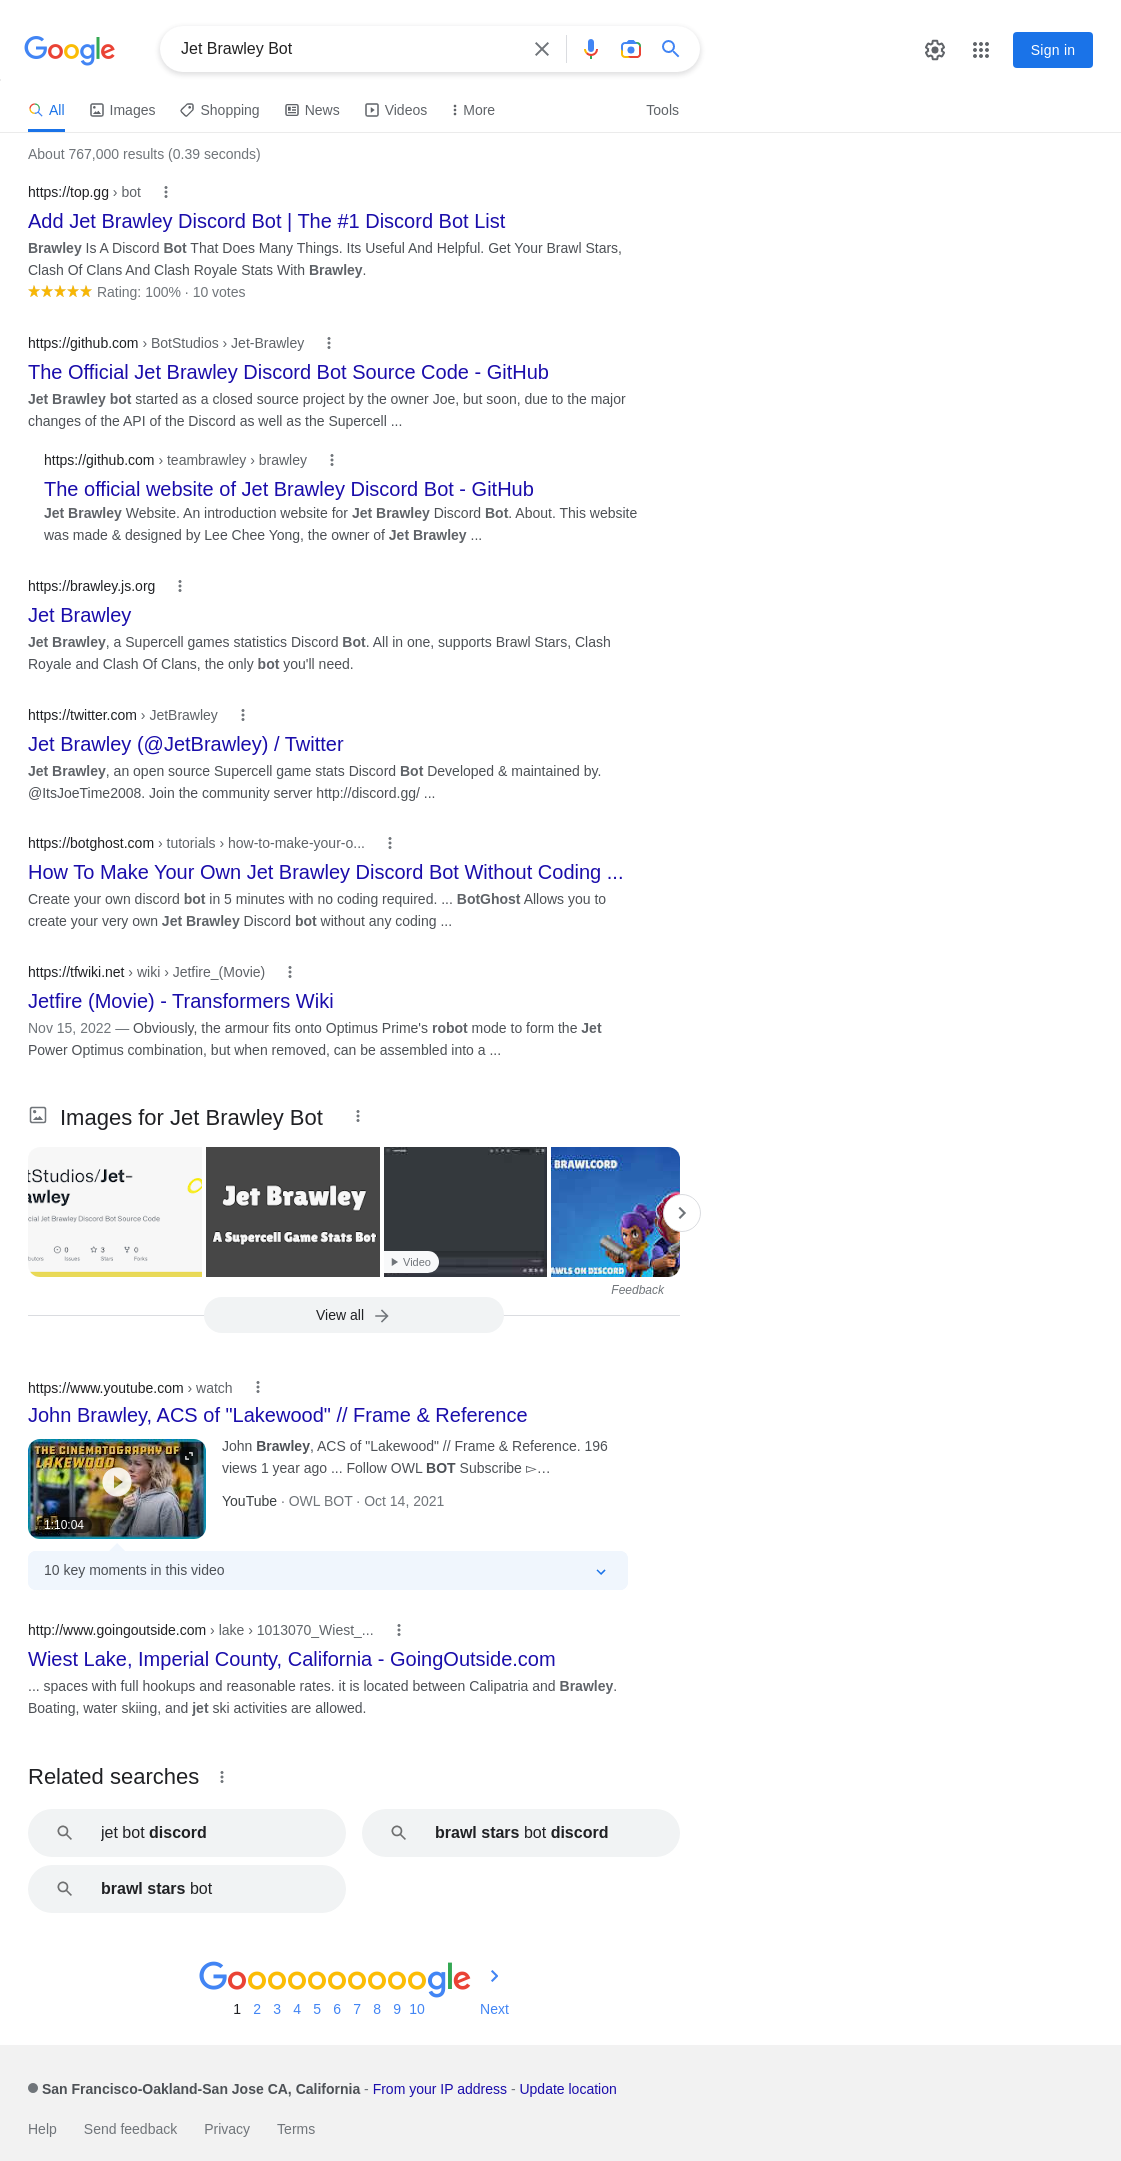 Google
Jet Brawley Bot
Sign in
All
Images
Shopping
News
Videos
More
Tools
About 767,000 results (0.39 seconds)
https://top.gg › bot
Add Jet Brawley Discord Bot | The #1 Discord Bot List
Brawley Is A Discord Bot That Does Many Things. Its Useful And Helpful. Get Your Brawl Stars,
Clash Of Clans And Clash Royale Stats With Brawley.
Rating: 100% · 10 votes
https://github.com › BotStudios › Jet-Brawley
The Official Jet Brawley Discord Bot Source Code - GitHub
Jet Brawley bot started as a closed source project by the owner Joe, but soon, due to the major
changes of the API of the Discord as well as the Supercell ...
https://github.com › teambrawley › brawley
The official website of Jet Brawley Discord Bot - GitHub
Jet Brawley Website. An introduction website for Jet Brawley Discord Bot. About. This website
was made & designed by Lee Chee Yong, the owner of Jet Brawley ...
https://brawley.js.org
Jet Brawley
Jet Brawley, a Supercell games statistics Discord Bot. All in one, supports Brawl Stars, Clash
Royale and Clash Of Clans, the only bot you'll need.
https://twitter.com › JetBrawley
Jet Brawley (@JetBrawley) / Twitter
Jet Brawley, an open source Supercell game stats Discord Bot Developed & maintained by.
@ItsJoeTime2008. Join the community server http://discord.gg/ ...
https://botghost.com › tutorials › how-to-make-your-o...
How To Make Your Own Jet Brawley Discord Bot Without Coding ...
Create your own discord bot in 5 minutes with no coding required. ... BotGhost Allows you to
create your very own Jet Brawley Discord bot without any coding ...
https://tfwiki.net › wiki › Jetfire_(Movie)
Jetfire (Movie) - Transformers Wiki
Nov 15, 2022 — Obviously, the armour fits onto Optimus Prime's robot mode to form the Jet
Power Optimus combination, but when removed, can be assembled into a ...
Images for Jet Brawley Bot
tStudios/Jet-
awley
cial Jet Brawley Discord Bot Source Code
0 3 0
butors Issues Stars Forks
Jet Brawley
A Supercell Game Stats Bot
Video
BRAWLCORD
AWLS ON DISCORD
Feedback
View all
https://www.youtube.com › watch
John Brawley, ACS of "Lakewood" // Frame & Reference
THE CINEMATOGRAPHY OF
LAKEWOOD
1:10:04
John Brawley, ACS of "Lakewood" // Frame & Reference. 196
views 1 year ago ... Follow OWL BOT Subscribe ▻…
YouTube · OWL BOT · Oct 14, 2021
10 key moments in this video
http://www.goingoutside.com › lake › 1013070_Wiest_...
Wiest Lake, Imperial County, California - GoingOutside.com
... spaces with full hookups and reasonable rates. it is located between Calipatria and Brawley.
Boating, water skiing, and jet ski activities are allowed.
Related searches
jet bot discord
brawl stars bot discord
brawl stars bot
Goooooooooogle
1 2 3 4 5 6 7 8 9 10 Next
San Francisco-Oakland-San Jose CA, California - From your IP address - Update location
Help Send feedback Privacy Terms